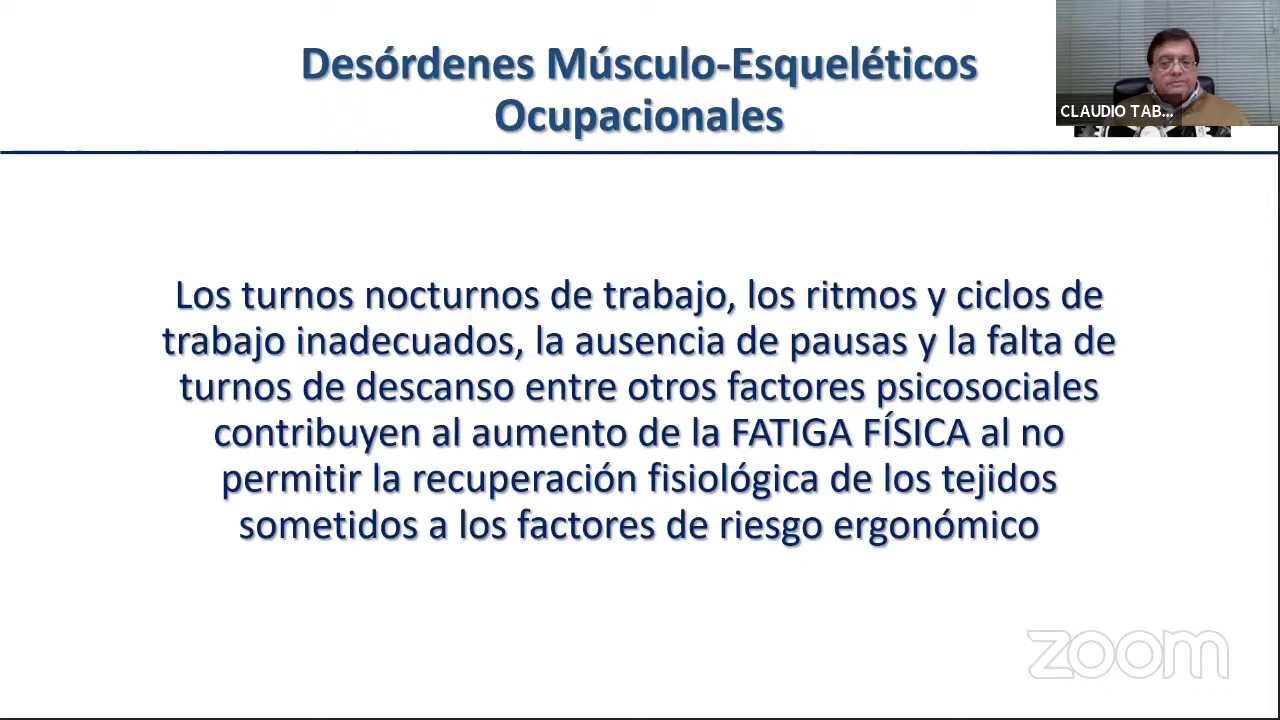 Desórdenes Músculo-Esqueléticos
Ocupacionales
CLAUDIO TAB...
Los turnos nocturnos de trabajo, los ritmos y ciclos de
trabajo inadecuados, la ausencia de pausas y la falta de
turnos de descanso entre otros factores psicosociales
contribuyen al aumento de la FATIGA FÍSICA al no
permitir la recuperación fisiológica de los tejidos
sometidos a los factores de riesgo ergonómico
zoom